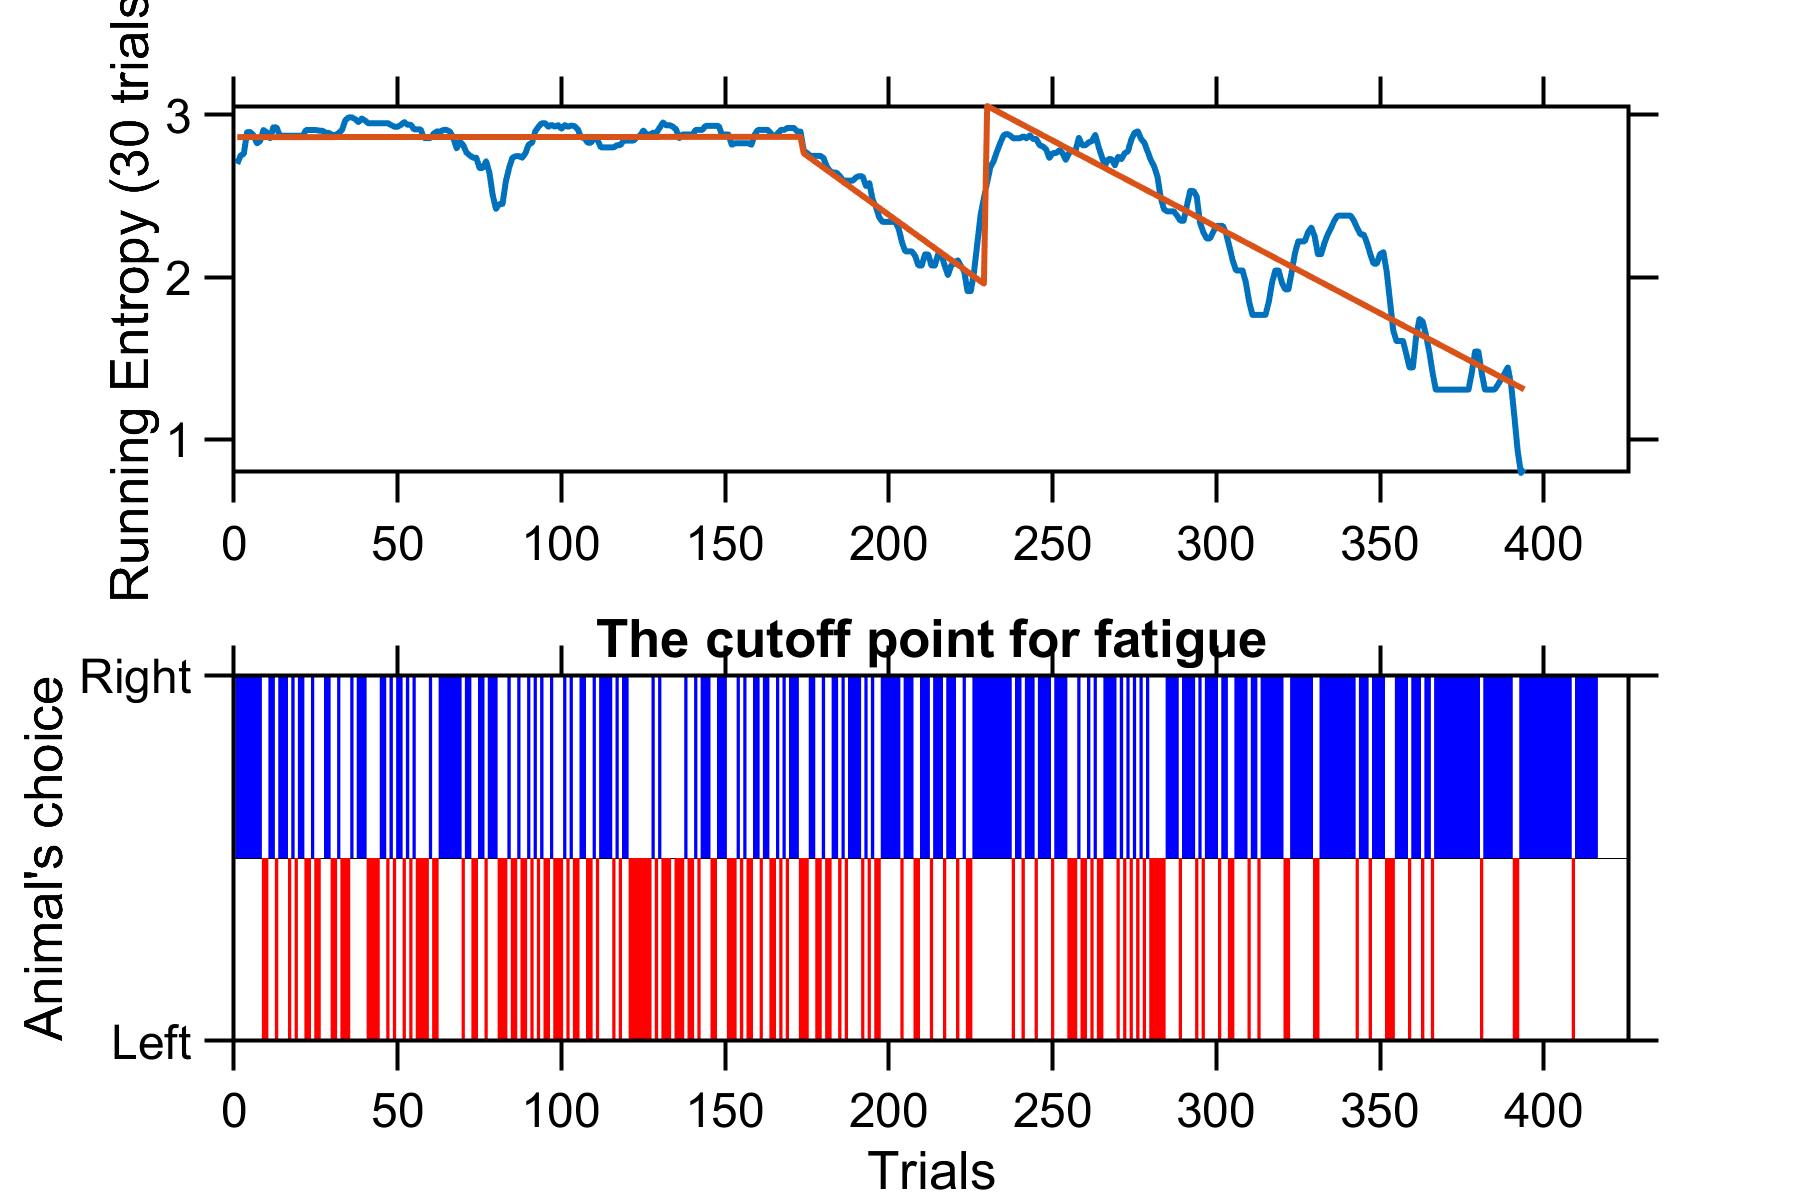 Running Entropy (30 trials
3
2
1
0 50 100 150 200 250 300 350 400
The cutoff point for fatigue
Animal's choice
Right
Left
0 50 100 150 200 250 300 350 400
Trials